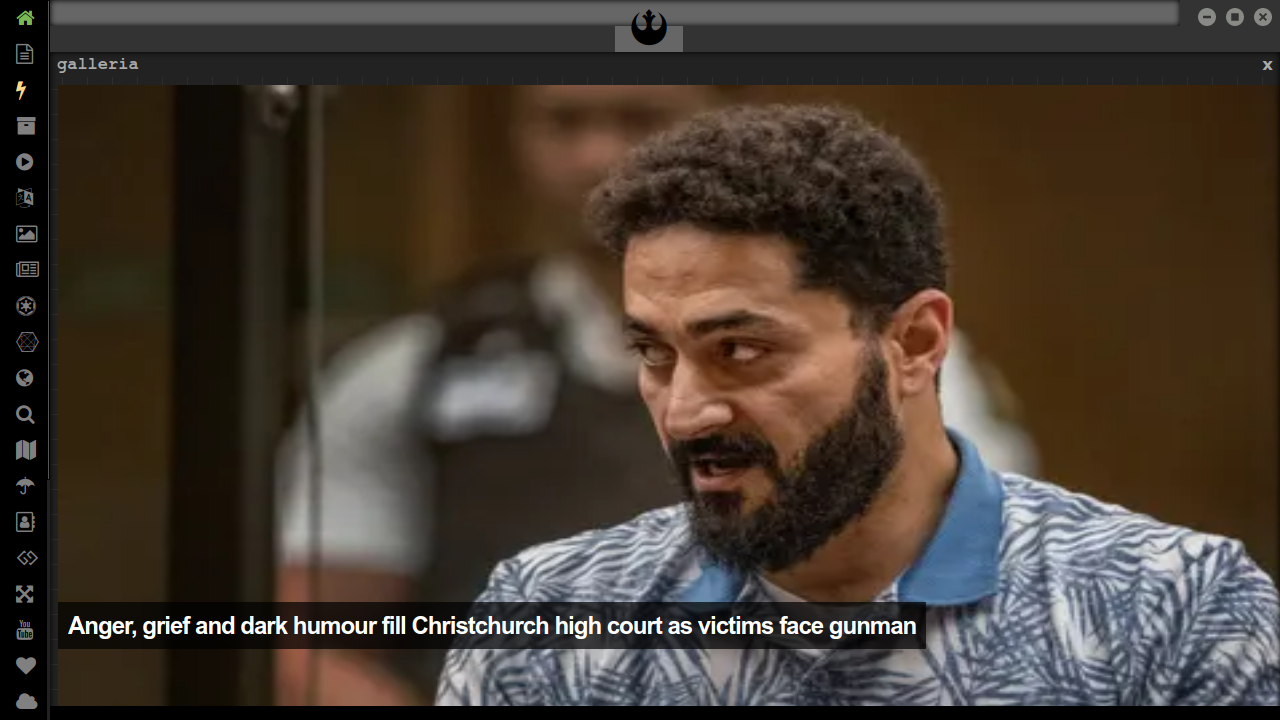 galleria
x
Anger, grief and dark humour fill Christchurch high court as victims face gunman
You
Tube